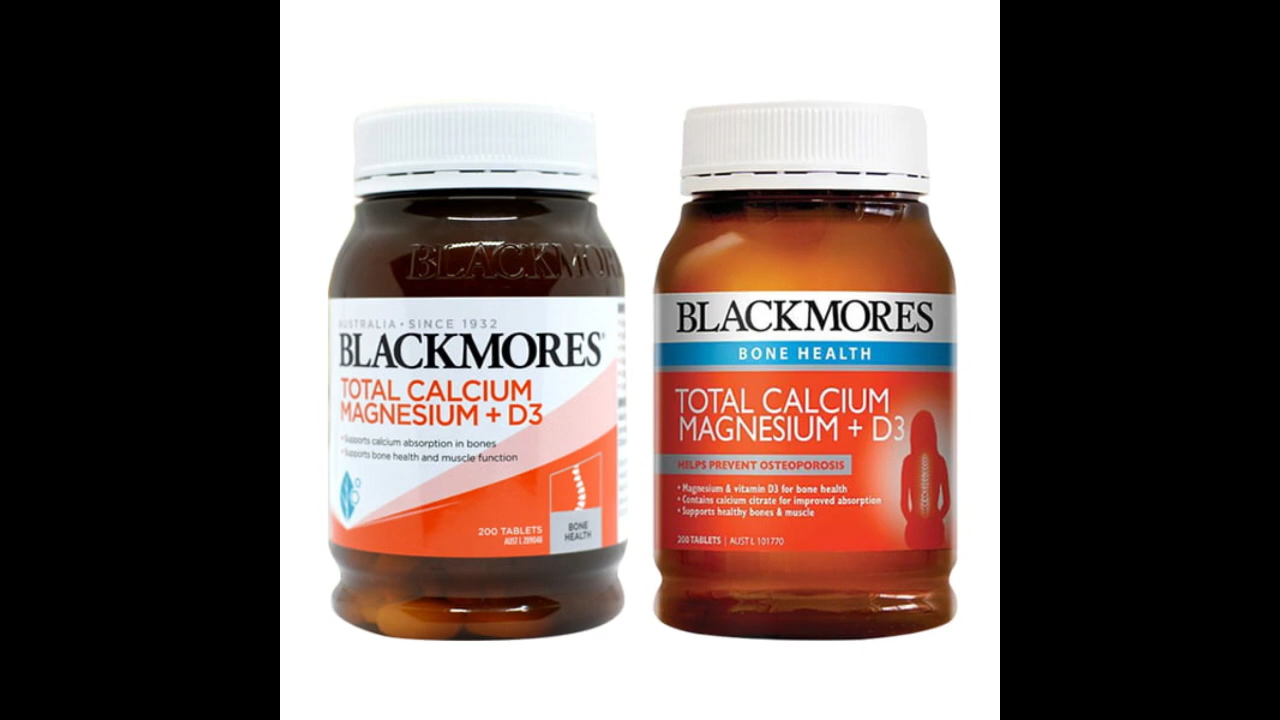 BLACKMORES
AUSTRALIA • SINCE 1932
BLACKMORES®
TOTAL CALCIUM
MAGNESIUM + D3
• Supports calcium absorption in bones
• Supports bone health and muscle function
200 TABLETS
BONE
HEALTH
BLACKMORES
BONE HEALTH
TOTAL CALCIUM
MAGNESIUM + D3
HELPS PREVENT OSTEOPOROSIS
• Magnesium & vitamin D3 for bone health
• Contains calcium citrate for improved absorption
• Supports healthy bones & muscle
200 TABLETS | AUST L 101770